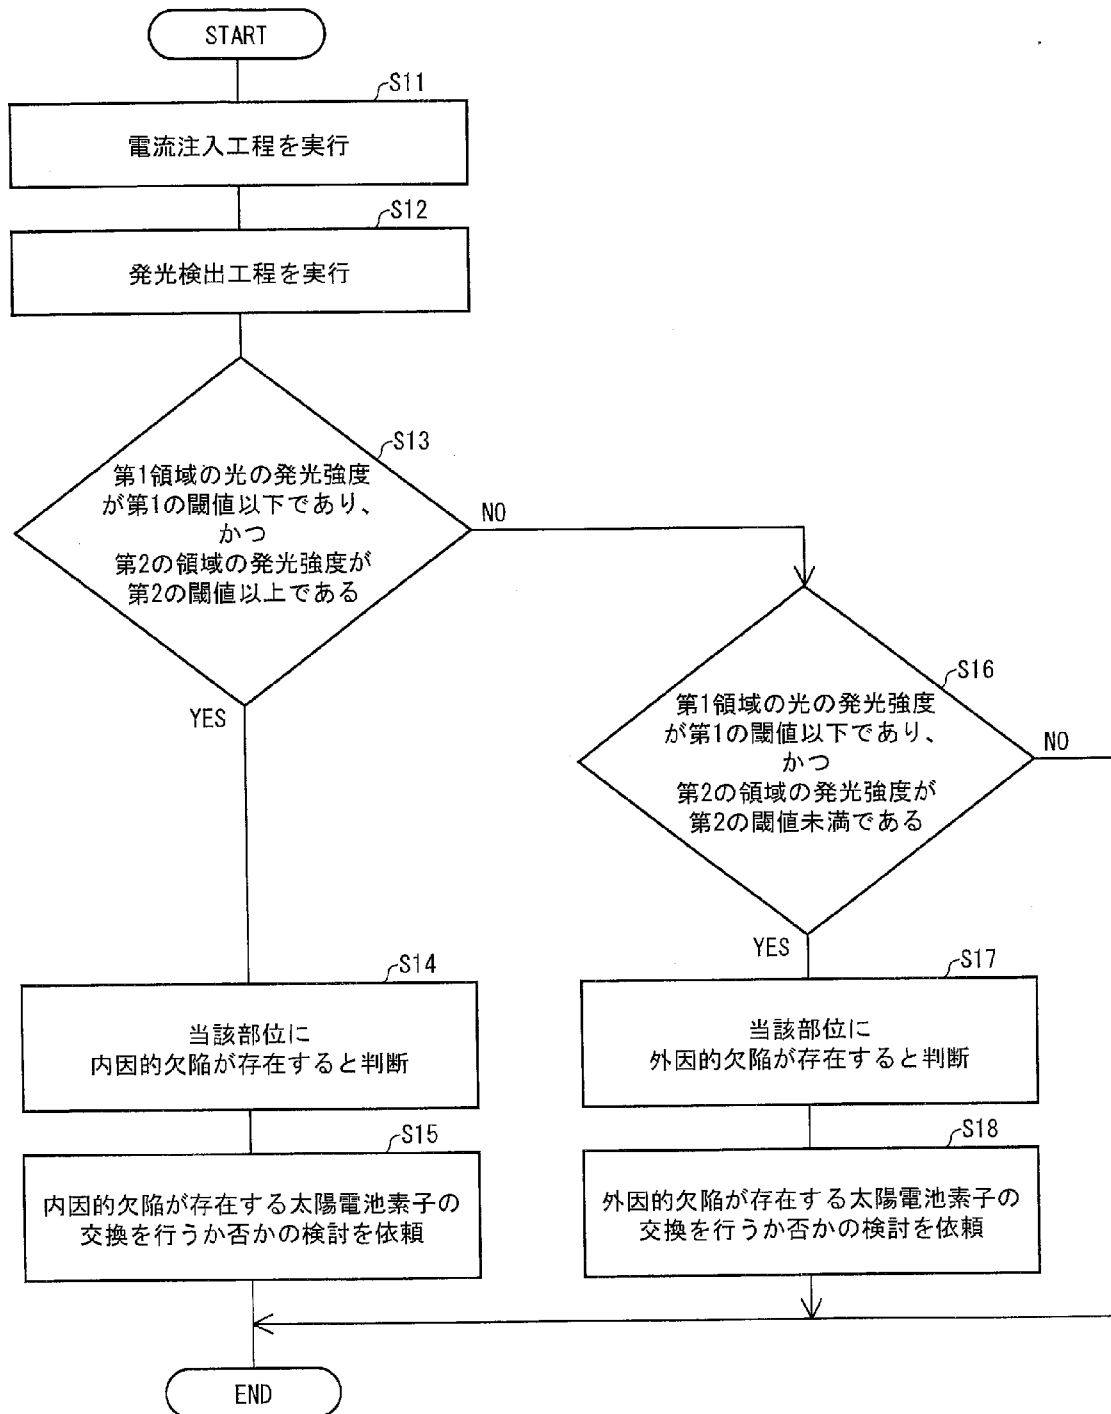 START
S11
電流注入工程を実行
S12
発光検出工程を実行
S13
第1領域の光の発光強度
が第1の閾値以下であり、
かつ
第2の領域の発光強度が
第2の閾値以上である
NO
YES
S16
第1領域の光の発光強度
が第1の閾値以下であり、
かつ
第2の領域の発光強度が
第2の閾値未満である
NO
YES
S14
当該部位に
内因的欠陥が存在すると判断
S17
当該部位に
外因的欠陥が存在すると判断
S15
内因的欠陥が存在する太陽電池素子の
交換を行うか否かの検討を依頼
S18
外因的欠陥が存在する太陽電池素子の
交換を行うか否かの検討を依頼
END